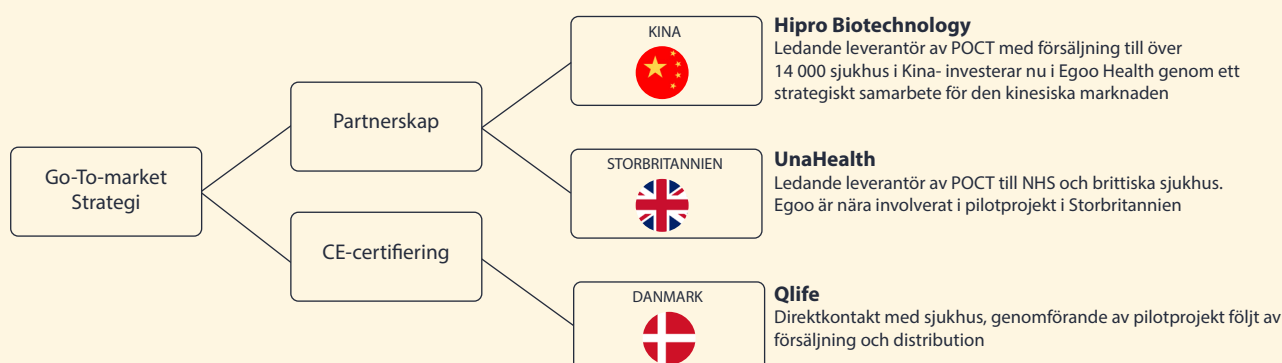 Go-To-market
Strategi
Partnerskap
CE-certifiering
KINA
Hipro Biotechnology
Ledande leverantör av POCT med försäljning till över
14 000 sjukhus i Kina- investerar nu i Egoo Health genom ett
strategiskt samarbete för den kinesiska marknaden
STORBRITANNIEN
UnaHealth
Ledande leverantör av POCT till NHS och brittiska sjukhus.
Egoo är nära involverat i pilotprojekt i Storbritannien
DANMARK
Qlife
Direktkontakt med sjukhus, genomförande av pilotprojekt följt av
försäljning och distribution